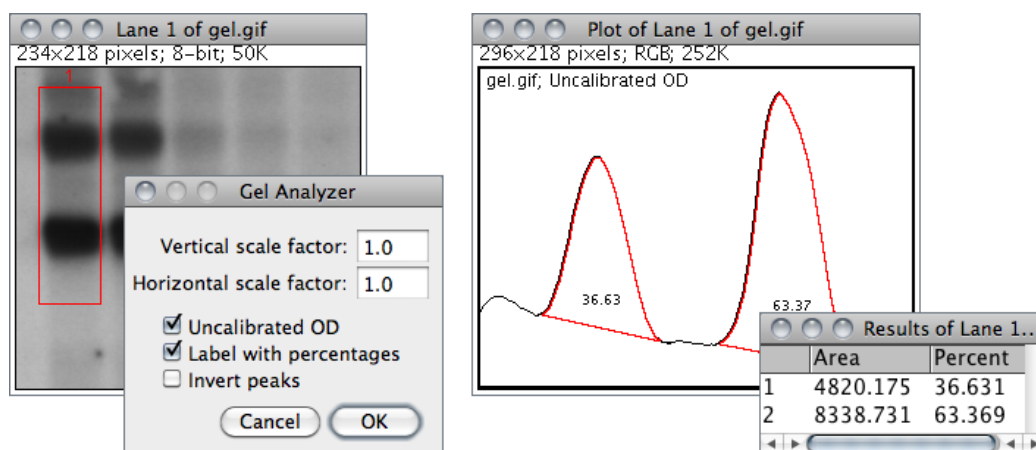 Lane 1 of gel.gif
234x218 pixels; 8-bit; 50K
1
Gel Analyzer
Vertical scale factor: 1.0
Horizontal scale factor: 1.0
Uncalibrated OD
Label with percentages
Invert peaks
Cancel OK
Plot of Lane 1 of gel.gif
296x218 pixels; RGB; 252K
gel.gif; Uncalibrated OD
36.63
63.37
Results of Lane 1...
Area Percent
1 4820.175 36.631
2 8338.731 63.369